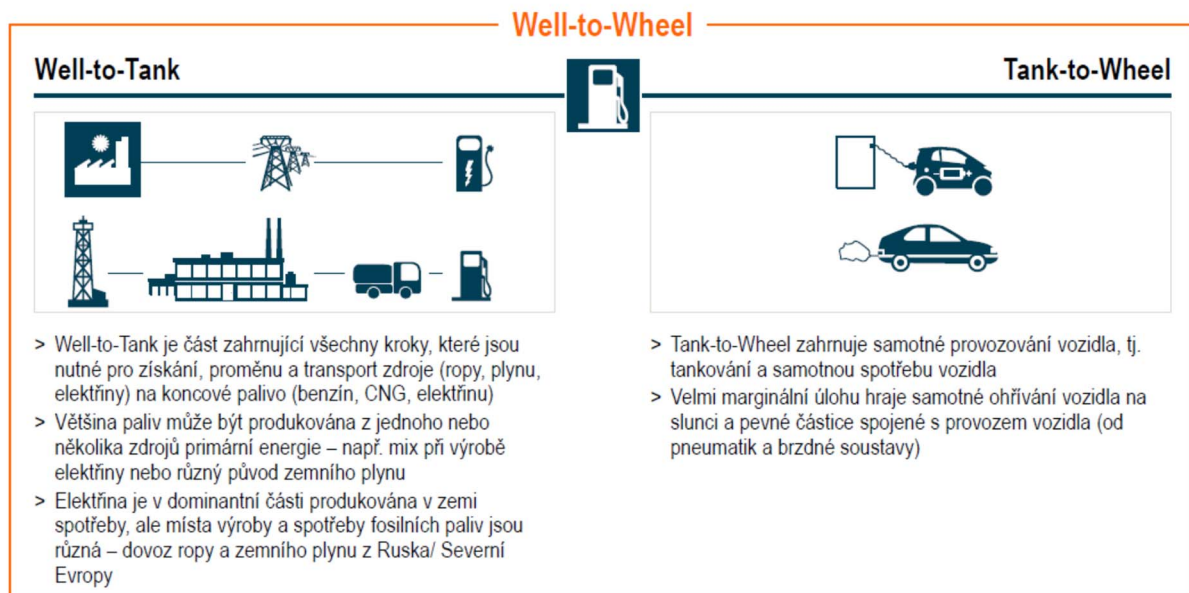 Well-to-Wheel
Well-to-Tank
Tank-to-Wheel
> Well-to-Tank je část zahrnující všechny kroky, které jsou
nutné pro získání, proměnu a transport zdroje (ropy, plynu,
elektřiny) na koncové palivo (benzín, CNG, elektřinu)
> Většina paliv může být produkována z jednoho nebo
několika zdrojů primární energie – např. mix při výrobě
elektřiny nebo různý původ zemního plynu
> Elektřina je v dominantní části produkována v zemi
spotřeby, ale místa výroby a spotřeby fosilních paliv jsou
různá – dovoz ropy a zemního plynu z Ruska/ Severní
Evropy
> Tank-to-Wheel zahrnuje samotné provozování vozidla, tj.
tankování a samotnou spotřebu vozidla
> Velmi marginální úlohu hraje samotné ohřívání vozidla na
slunci a pevné částice spojené s provozem vozidla (od
pneumatik a brzdné soustavy)